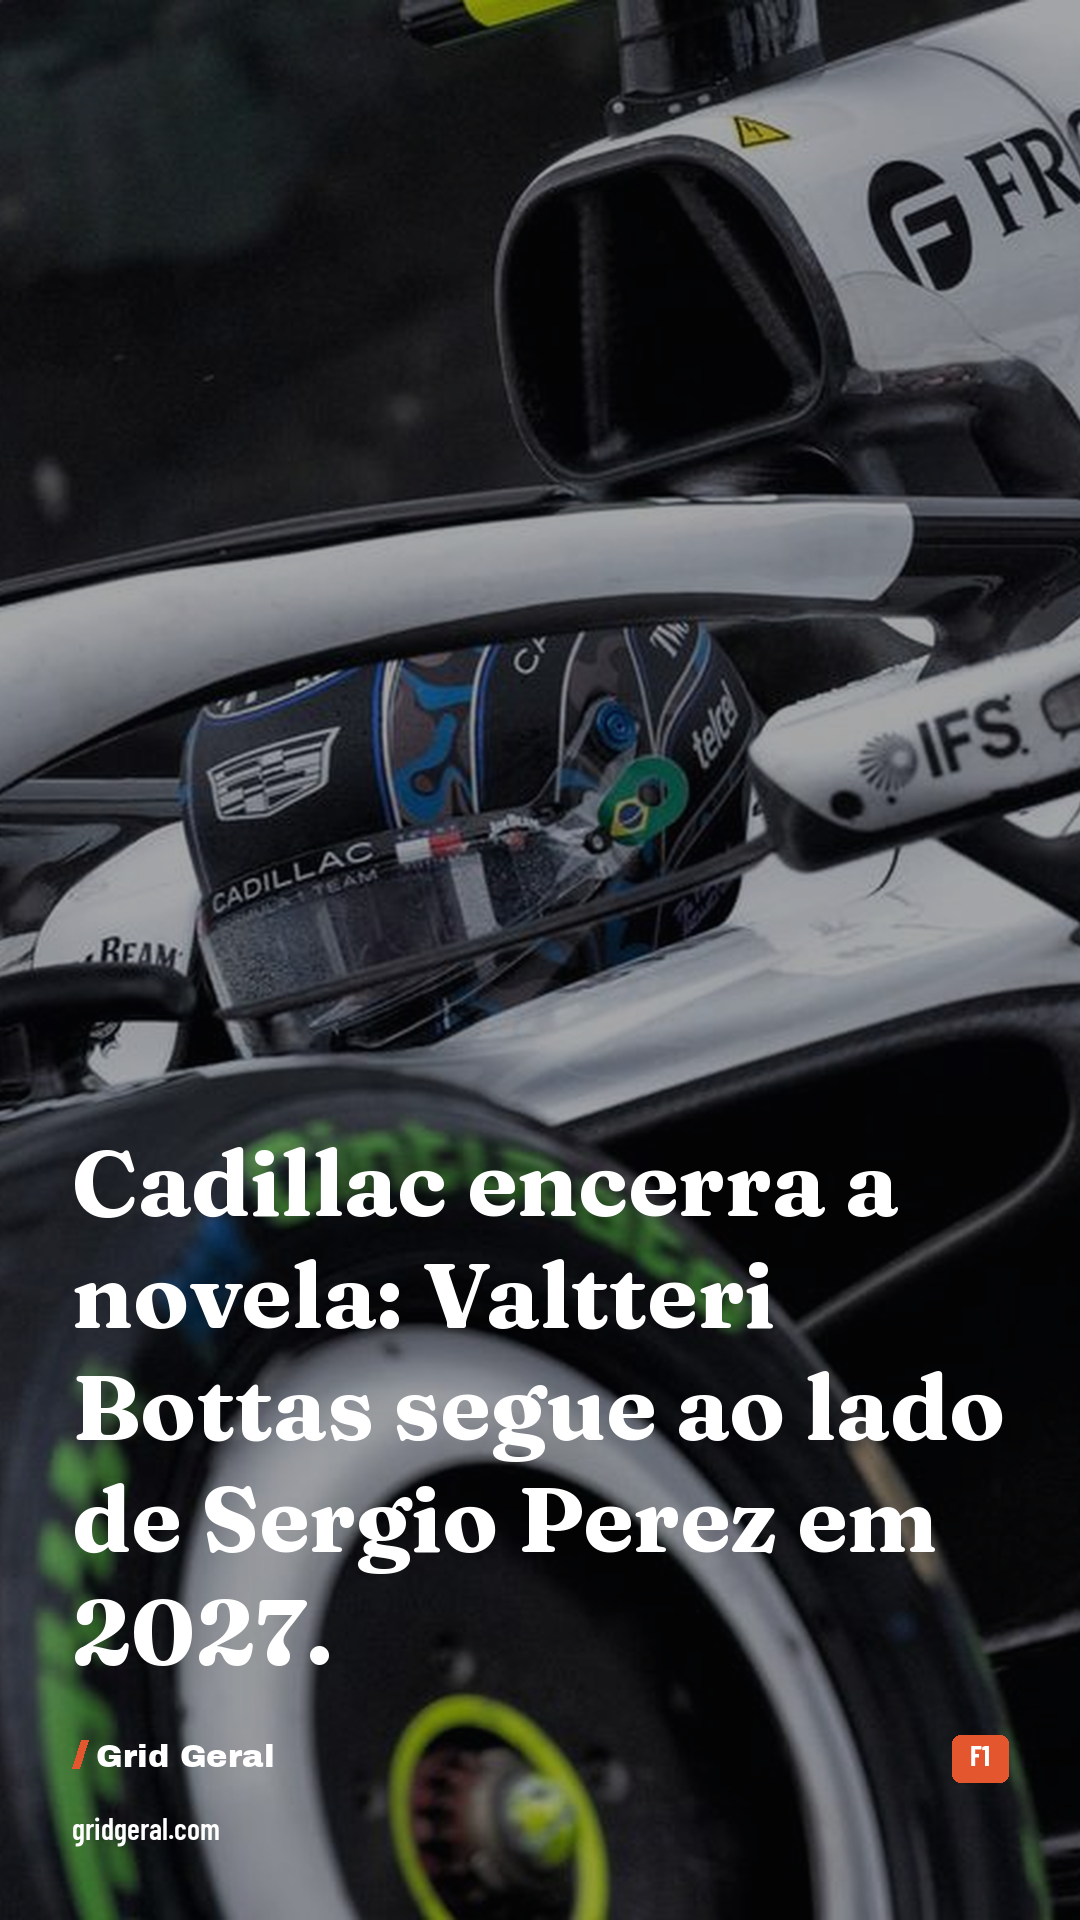 telcel
IFS
CADILLAC
BEAM
Cadillac encerra a
novela: Valtteri
Bottas segue ao lado
de Sergio Perez em
2027.
/ Grid Geral
F1
gridgeral.com